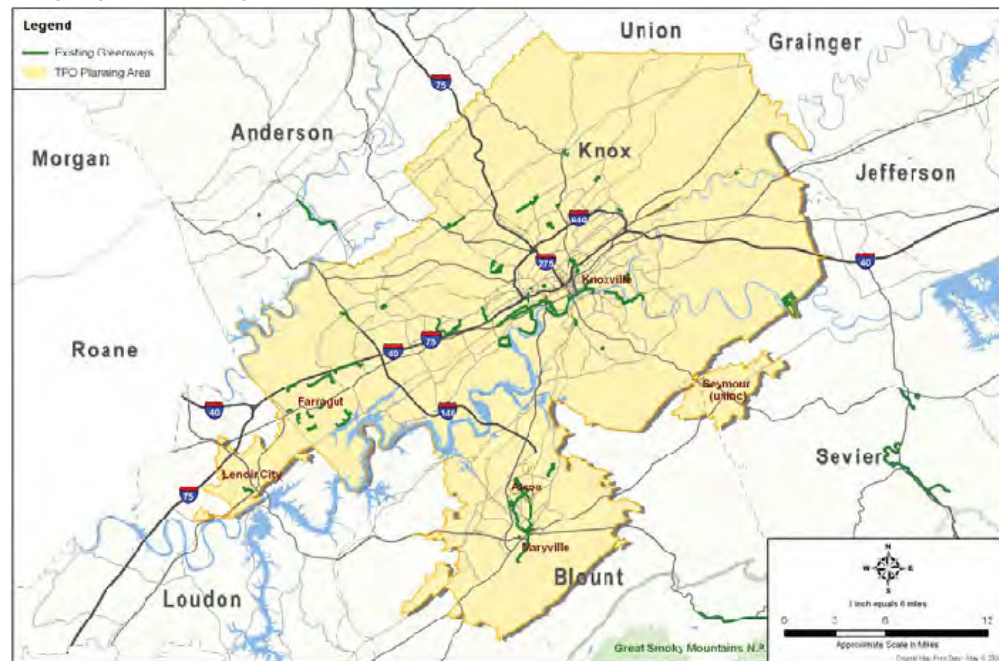 Legend
Existing Greenways
TPO Planning Area
Union
Grainger
75
Anderson
Morgan
Knox
Jefferson
640
275
40
Knoxville
Roane
75
40
Seymour
(uninc)
Farragut
40
140
Sevier
Lenoir City
75
Alcoa
Maryville
Blount
Loudon
Great Smoky Mountains N.P.
N
W
E
S
1 inch equals 6 miles
0 3 6 12
Approximate Scale in Miles